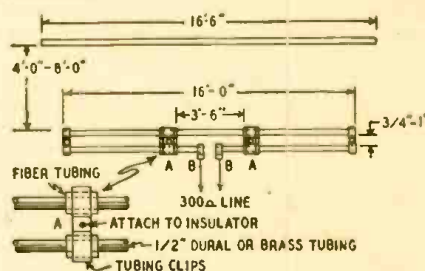 16'6"
4'-0"-8'-0"
16'-0"
3'-6"
3/4"-1"
A B B A
FIBER TUBING
300Ω LINE
A
ATTACH TO INSULATOR
1/2" DURAL OR BRASS TUBING
TUBING CLIPS